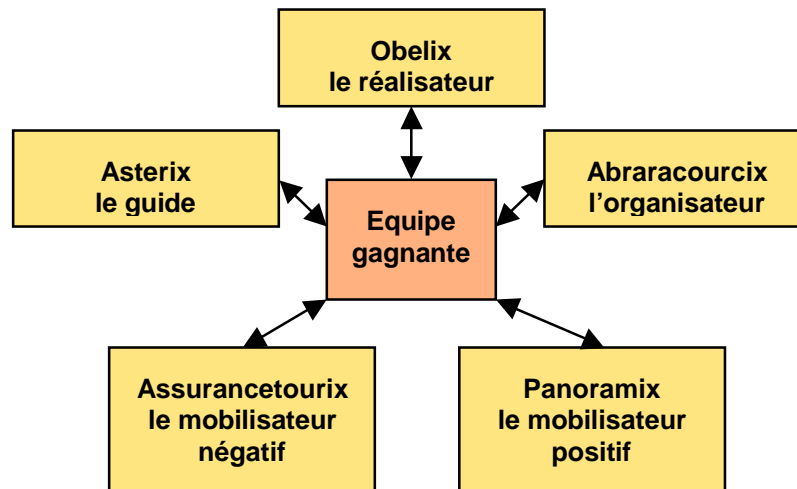 Obelix
le réalisateur
Asterix
le guide
Abraracourcix
l’organisateur
Equipe
gagnante
Assurancetourix
le mobilisateur
négatif
Panoramix
le mobilisateur
positif